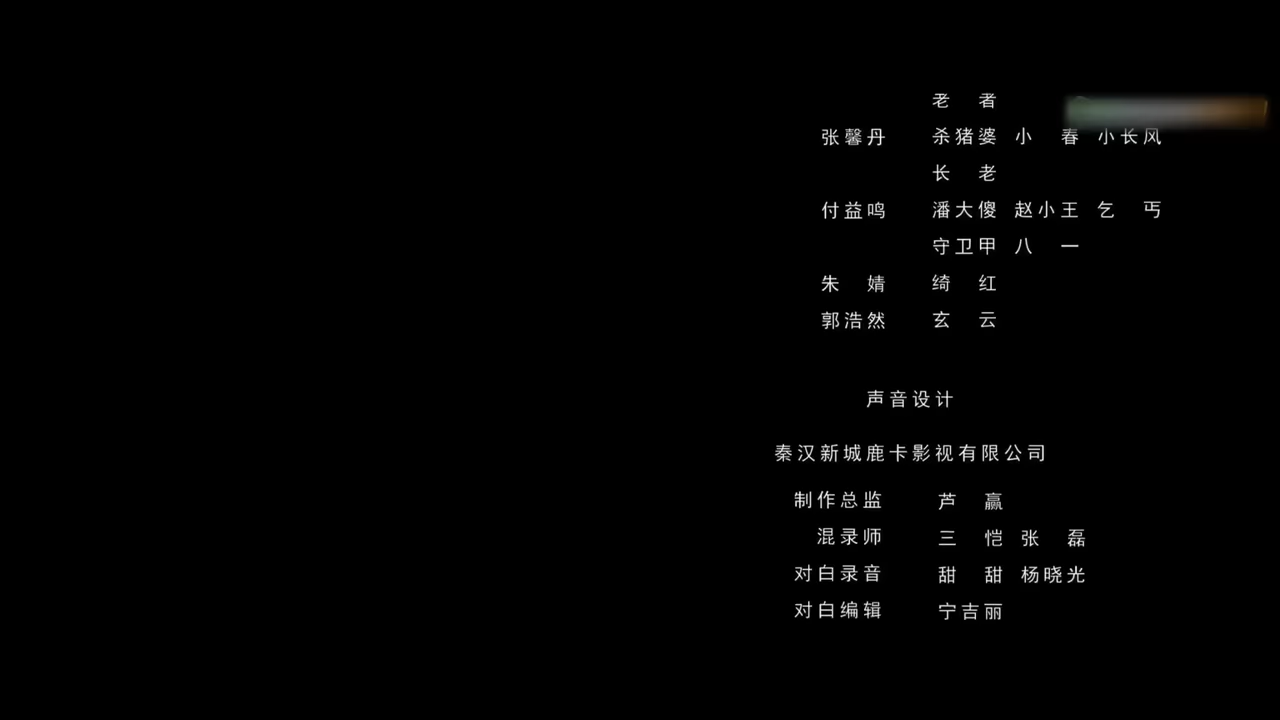 老 者
张馨丹 杀猪婆 小 春 小长风
长 老
付益鸣 潘大傻 赵小王 乞 丐
守卫甲 八 一
朱 婧 绮 红
郭浩然 玄 云
声音设计
秦汉新城鹿卡影视有限公司
制作总监 芦 赢
混录师 三 恺 张 磊
对白录音 甜 甜 杨晓光
对白编辑 宁吉丽